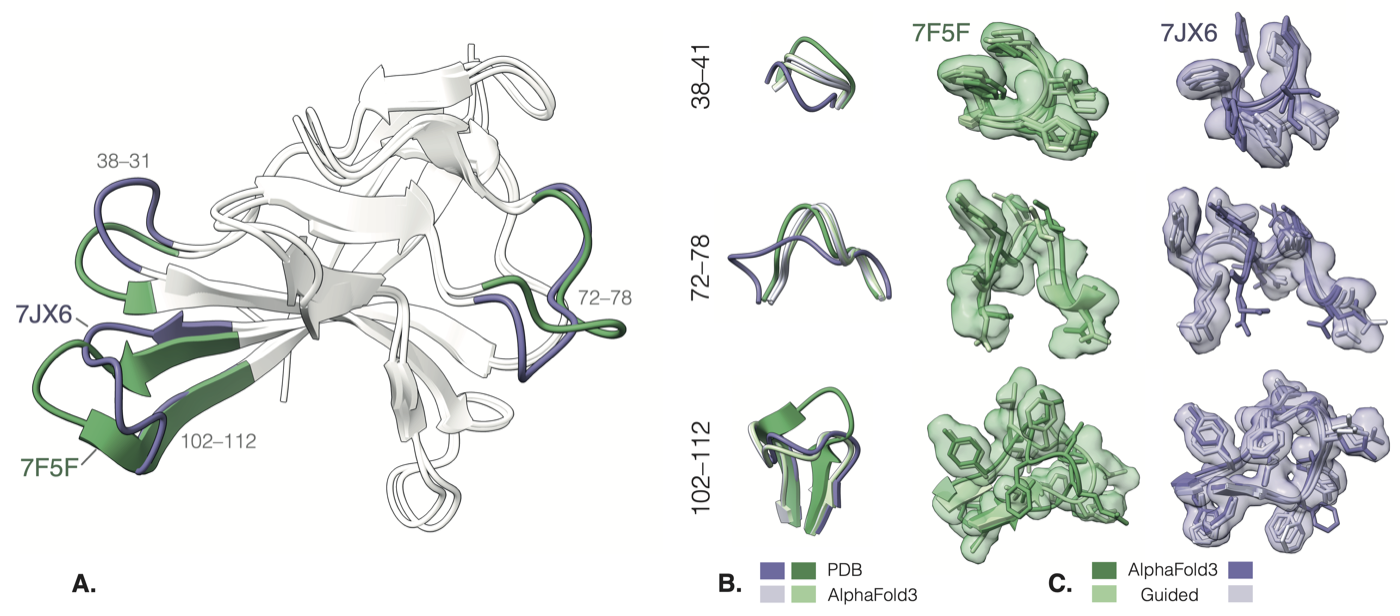 38–31
7JX6
72–78
102–112
7F5F
A.
38–41
72–78
102–112
PDB
AlphaFold3
B.
7F5F
7JX6
C.
AlphaFold3
Guided